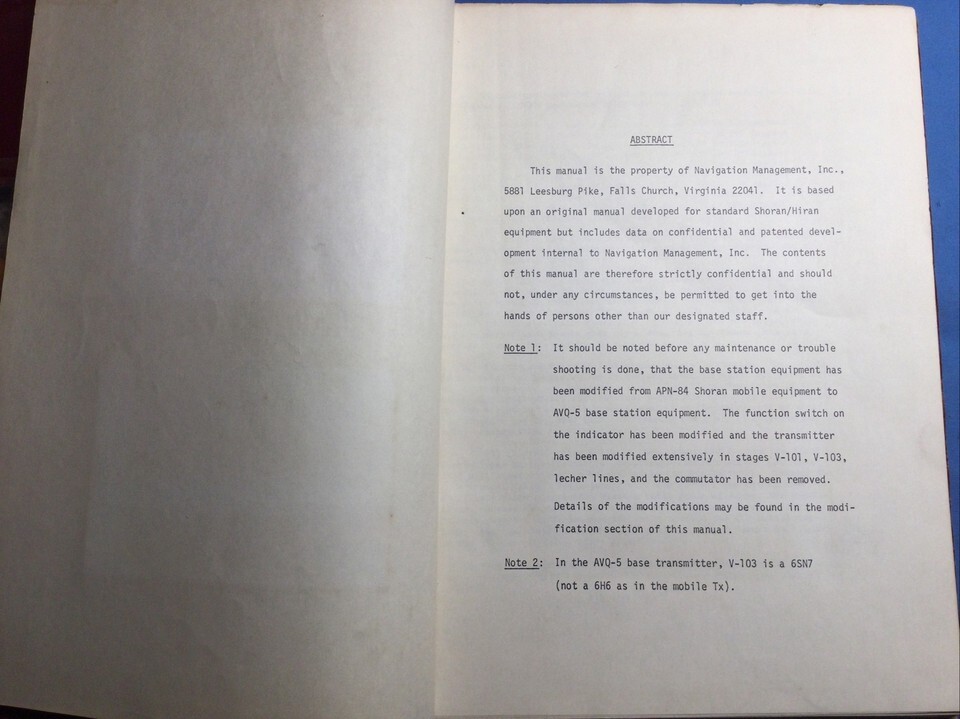 ABSTRACT
This manual is the property of Navigation Management, Inc.,
5881 Leesburg Pike, Falls Church, Virginia 22041. It is based
upon an original manual developed for standard Shoran/Hiran
equipment but includes data on confidential and patented devel-
opment internal to Navigation Management, Inc. The contents
of this manual are therefore strictly confidential and should
not, under any circumstances, be permitted to get into the
hands of persons other than our designated staff.
Note 1: It should be noted before any maintenance or trouble
shooting is done, that the base station equipment has
been modified from APN-84 Shoran mobile equipment to
AVQ-5 base station equipment. The function switch on
the indicator has been modified and the transmitter
has been modified extensively in stages V-101, V-103,
lecher lines, and the commutator has been removed.
Details of the modifications may be found in the modi-
fication section of this manual.
Note 2: In the AVQ-5 base transmitter, V-103 is a 6SN7
(not a 6H6 as in the mobile Tx).